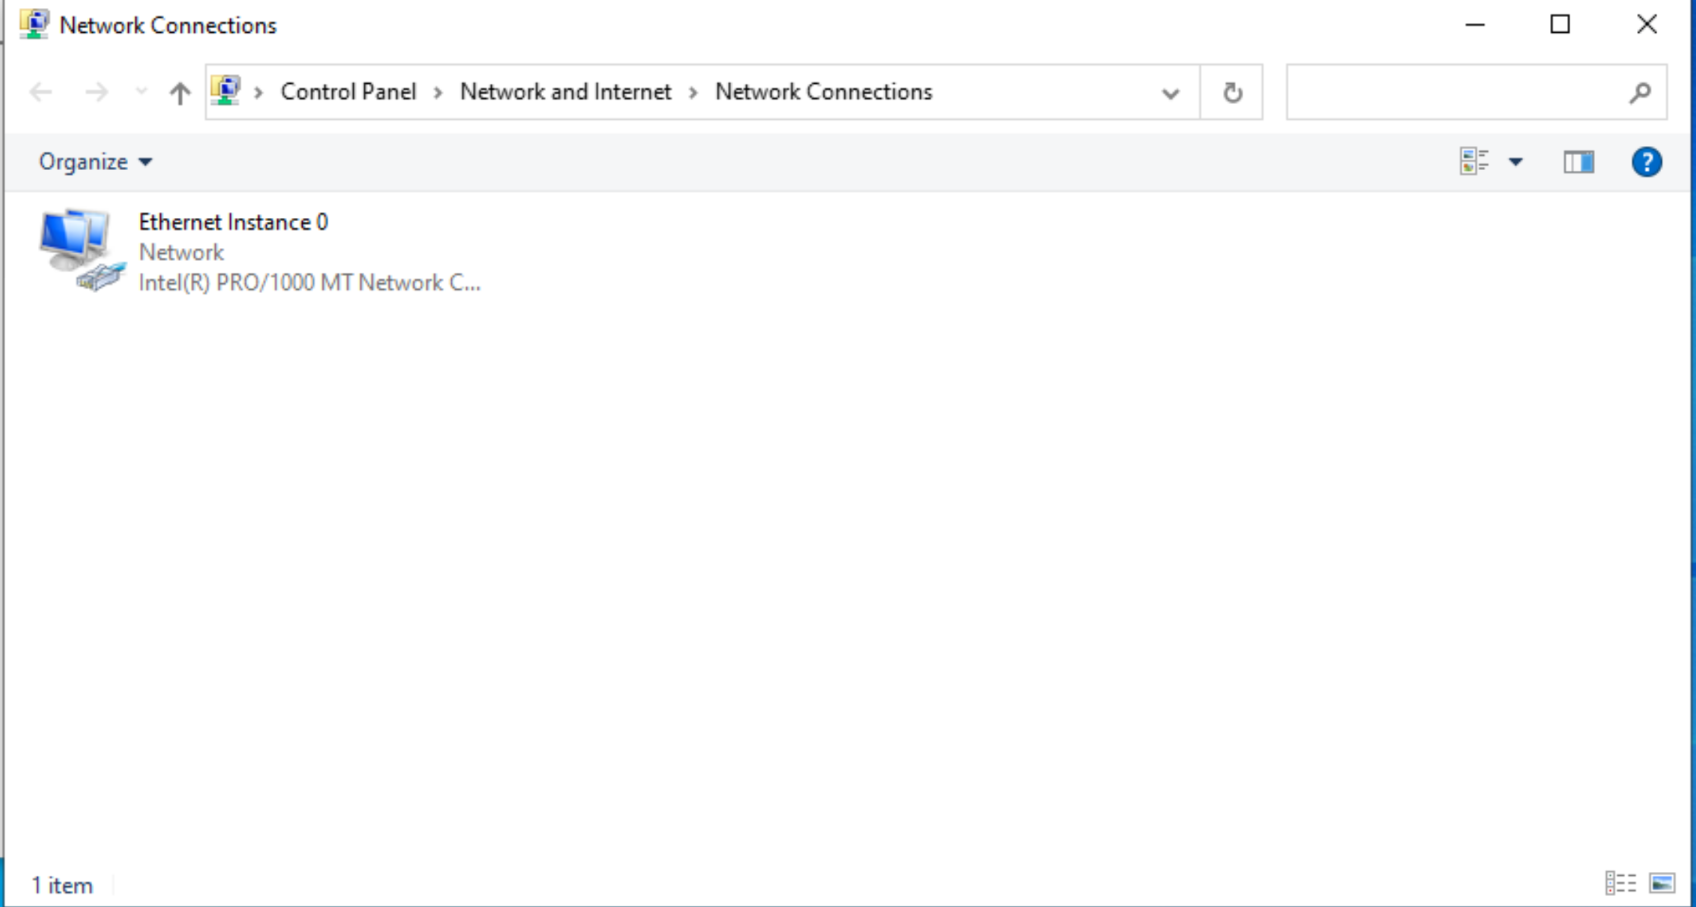 Network Connections
Control Panel > Network and Internet > Network Connections
Organize
?
Ethernet Instance 0
Network
Intel(R) PRO/1000 MT Network C...
1 item